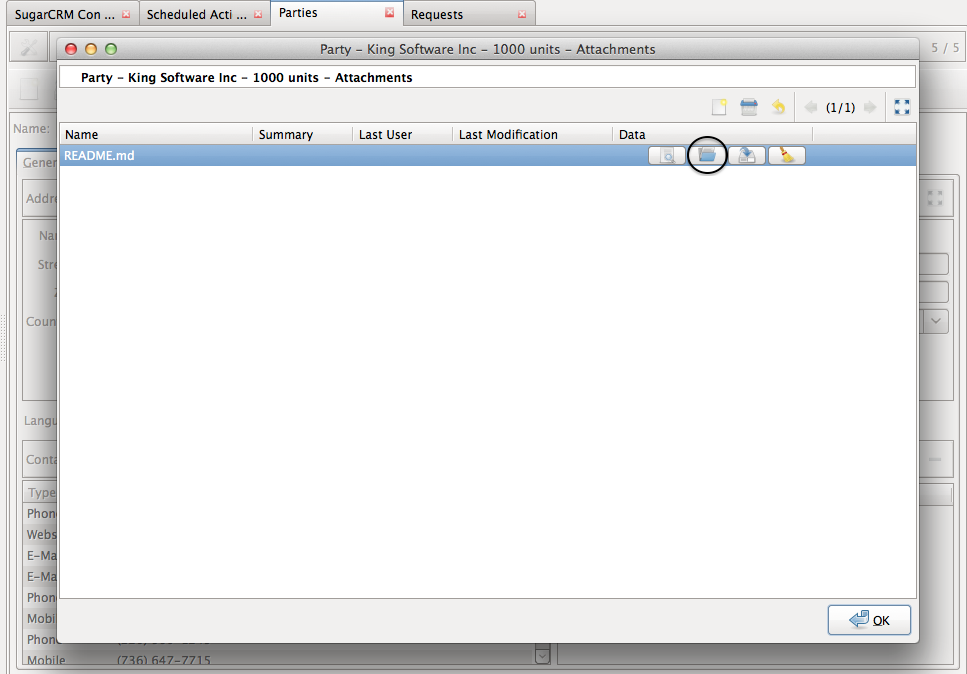 SugarCRM Con ... Scheduled Acti ... Parties Requests
Party – King Software Inc – 1000 units – Attachments
5 / 5
Party – King Software Inc – 1000 units – Attachments
(1/1)
Name:
Name Summary Last User Last Modification Data
README.md
Gener
Addre
Nar
Stre
Z
Coun
Langu
Conta
Type
Phon
Webs
E-Ma
E-Ma
Phon
Mobi
OK
Phon
Mobile (736) 647-7715